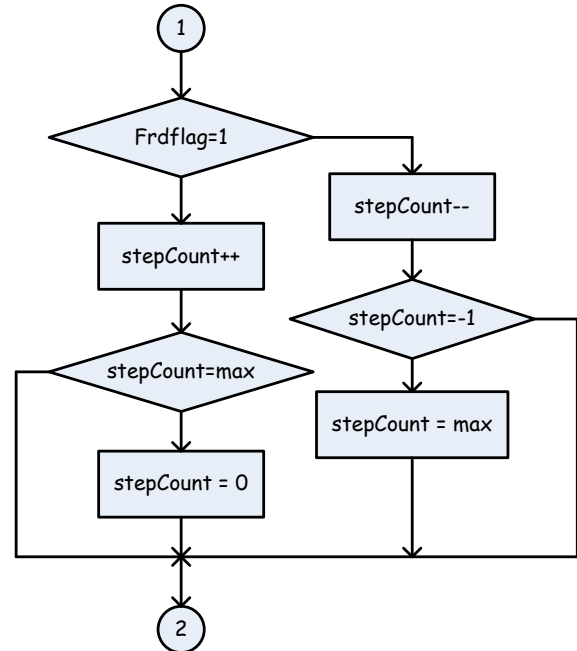 1
Frdflag=1
stepCount++
stepCount=max
stepCount = 0
stepCount--
stepCount=-1
stepCount = max
2